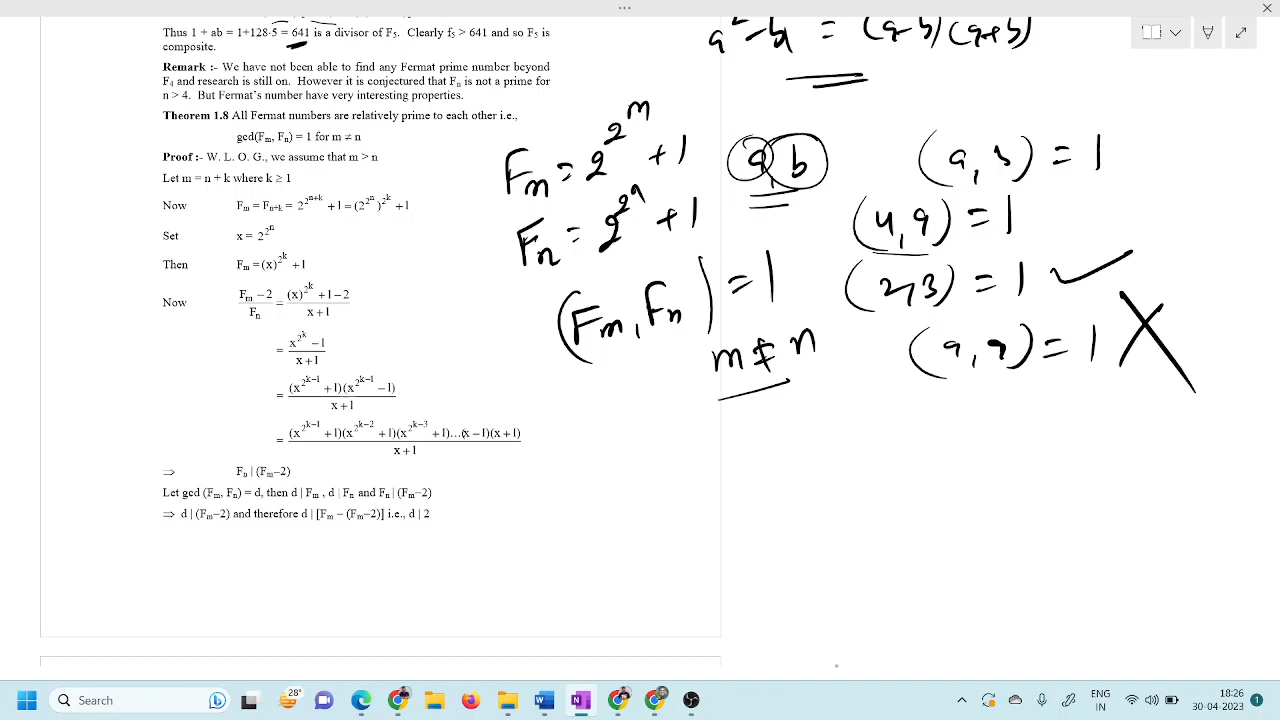 Thus 1 + ab = 1+128·5 = 641 is a divisor of F₅. Clearly f₅ > 641 and so F₅ is
composite.
Remark :- We have not been able to find any Fermat prime number beyond
F₄ and research is still on. However it is conjectured that Fₙ is not a prime for
n > 4. But Fermat's number have very interesting properties.
Theorem 1.8 All Fermat numbers are relatively prime to each other i.e.,
gcd(Fₘ, Fₙ) = 1 for m ≠ n
Proof :- W. L. O. G., we assume that m > n
Let m = n + k where k ≥ 1
Now Fₘ = Fₙ₊ₖ = 2^{2^{n+k}} + 1 = (2^{2^n})^{2^k} + 1
Set x = 2^{2^n}
Then Fₘ = (x)^{2^k} + 1
Now (Fₘ − 2)/Fₙ = ((x)^{2^k} + 1 − 2)/(x + 1)
= (x^{2^k} − 1)/(x + 1)
= (x^{2^{k−1}} + 1)(x^{2^{k−1}} − 1)/(x + 1)
= (x^{2^{k−1}} + 1)(x^{2^{k−2}} + 1)(x^{2^{k−3}} + 1)...(x − 1)(x + 1)/(x + 1)
⇒ Fₙ | (Fₘ−2)
Let gcd (Fₘ, Fₙ) = d, then d | Fₘ , d | Fₙ and Fₙ | (Fₘ−2)
⇒ d | (Fₘ−2) and therefore d | [Fₘ − (Fₘ−2)] i.e., d | 2
a² − b² = (a−b)(a+b)
Fₘ = 2^{2^m} + 1
Fₙ = 2^{2^n} + 1
(Fₘ, Fₙ) = 1
m ≠ n
a, b
(a, b) = 1
(4, 9) = 1
(2, 3) = 1 ✓
(9, 9) = 1 X
Search
28°
ENG
IN
18:26
30-04-2023
1